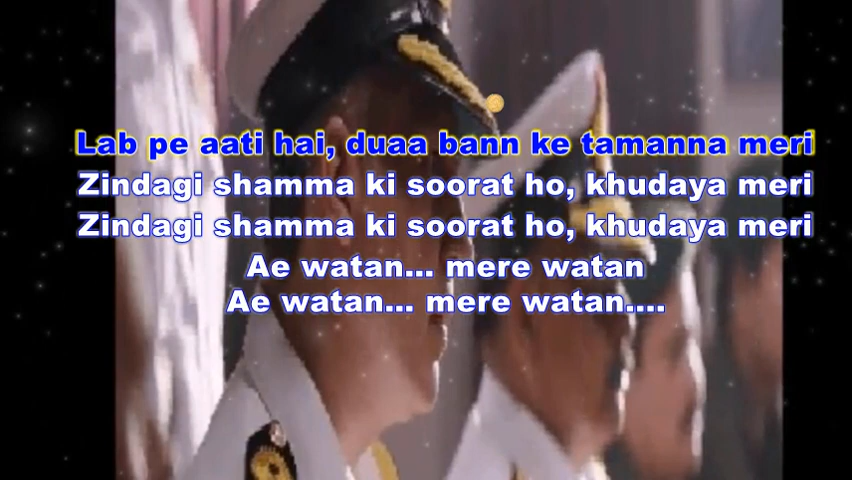 Lab pe aati hai, duaa bann ke tamanna meri
Zindagi shamma ki soorat ho, khudaya meri
Zindagi shamma ki soorat ho, khudaya meri
Ae watan... mere watan
Ae watan... mere watan....